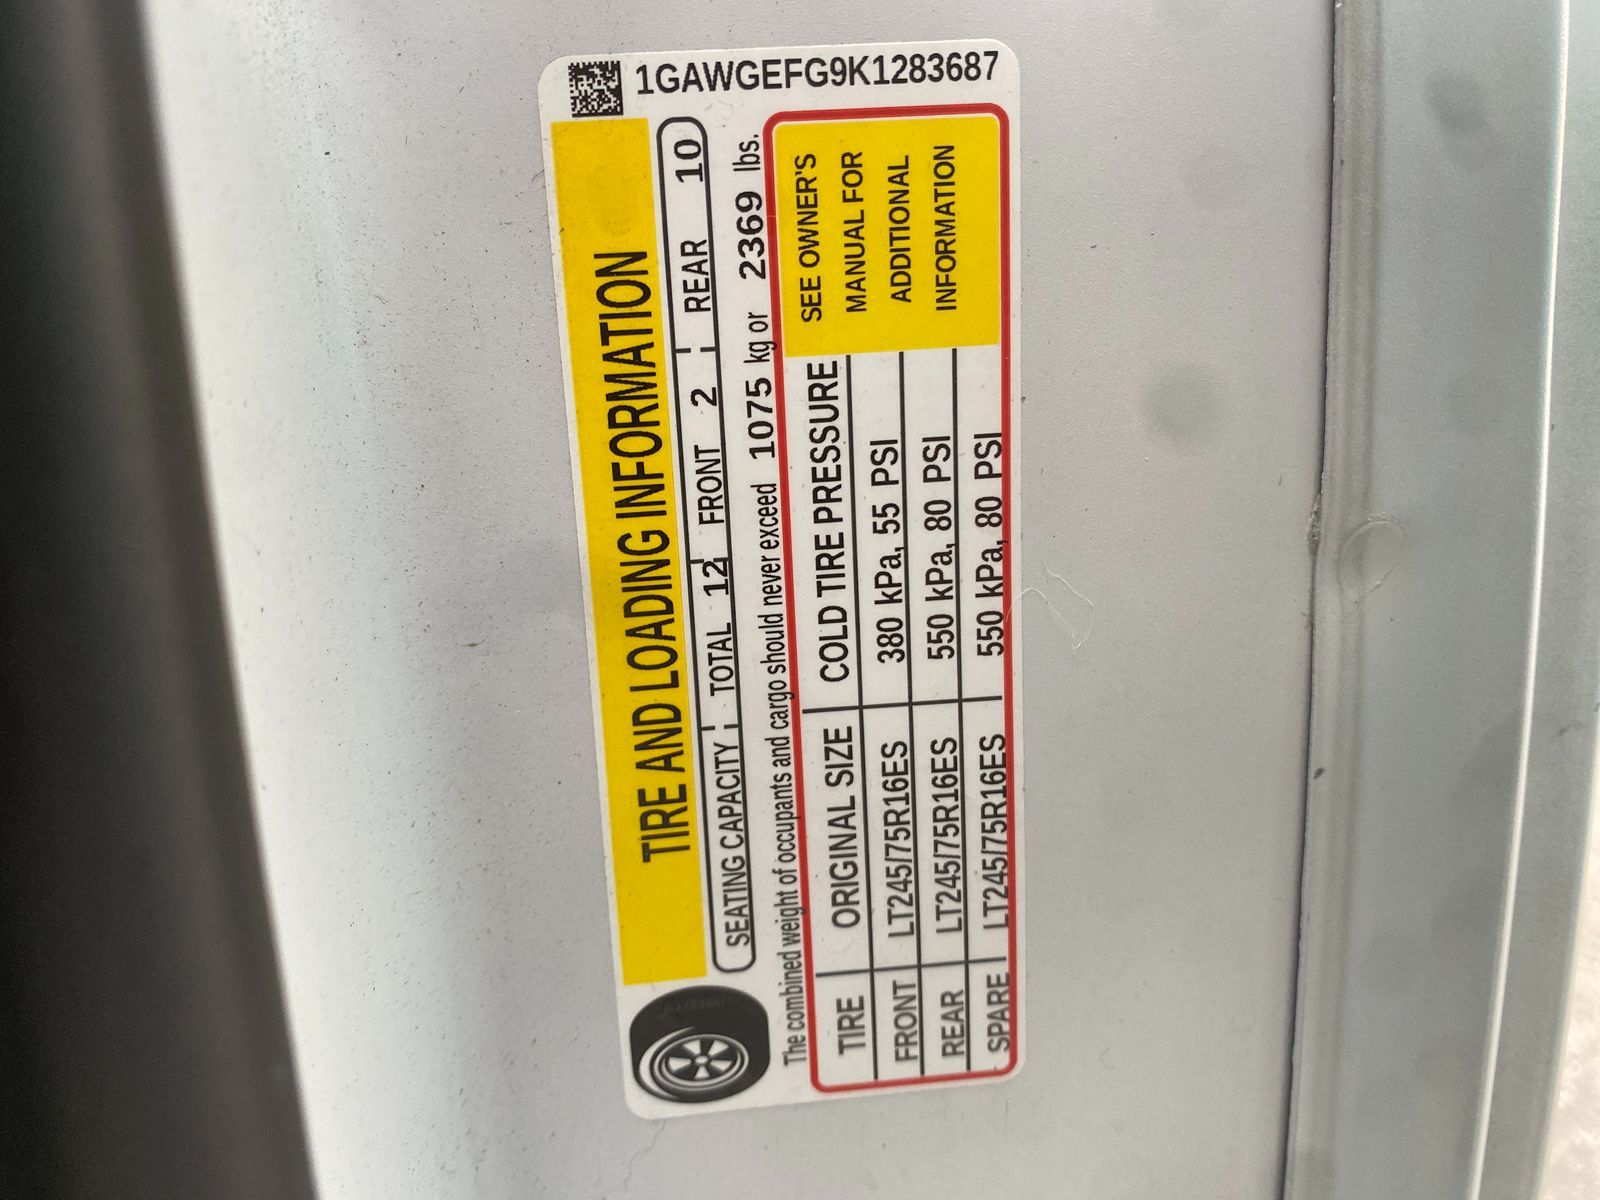 1GAWGEFG9K1283687
TIRE AND LOADING INFORMATION
SEATING CAPACITY TOTAL 12 FRONT 2 REAR 10
The combined weight of occupants and cargo should never exceed 1075 kg or 2369 lbs.
TIRE ORIGINAL SIZE COLD TIRE PRESSURE
FRONT LT245/75R16ES 380 kPa, 55 PSI
REAR LT245/75R16ES 550 kPa, 80 PSI
SPARE LT245/75R16ES 550 kPa, 80 PSI
SEE OWNER'S
MANUAL FOR
ADDITIONAL
INFORMATION